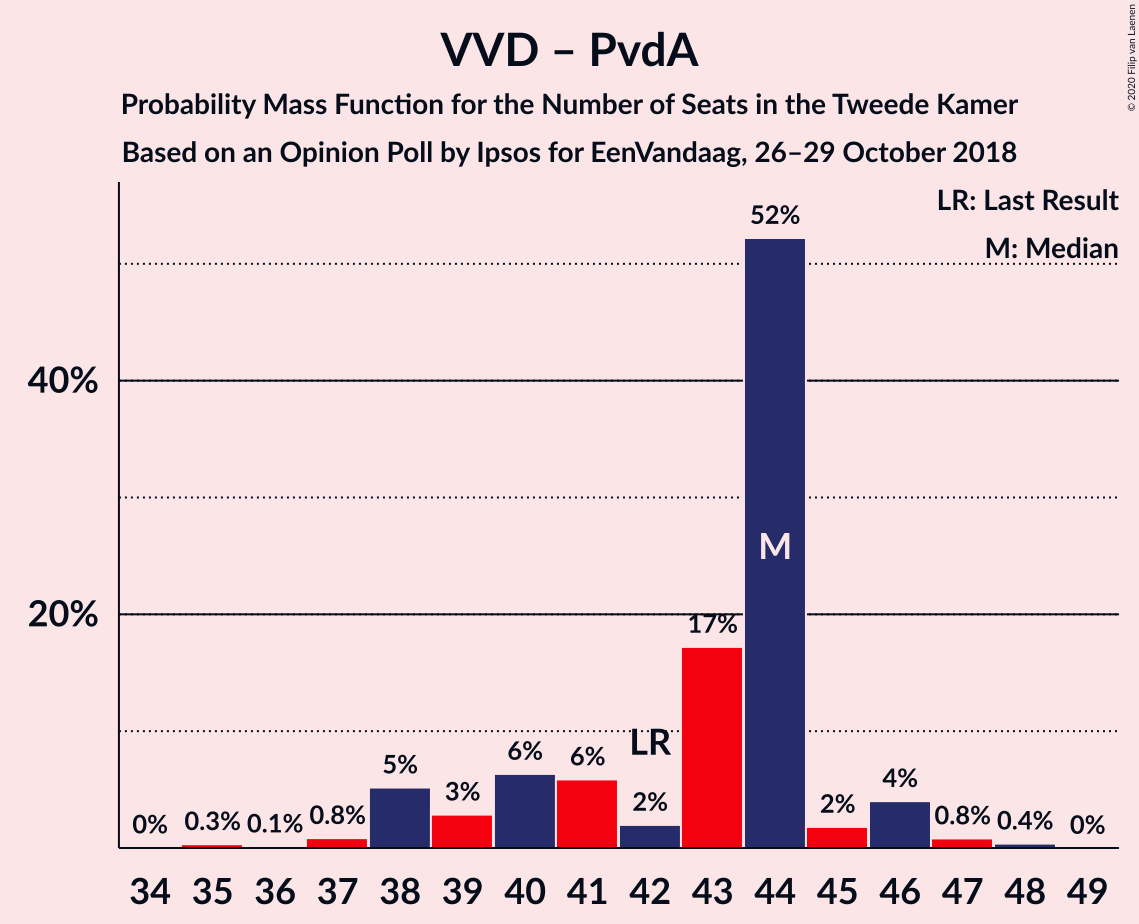 VVD – PvdA
Probability Mass Function for the Number of Seats in the Tweede Kamer
Based on an Opinion Poll by Ipsos for EenVandaag, 26–29 October 2018
© 2020 Filip van Laenen
LR: Last Result
M: Median
52%
40%
M
20%
17%
LR
0% 0.3% 0.1% 0.8% 5% 3% 6% 6% 2% 2% 4% 0.8% 0.4% 0%
34 35 36 37 38 39 40 41 42 43 44 45 46 47 48 49